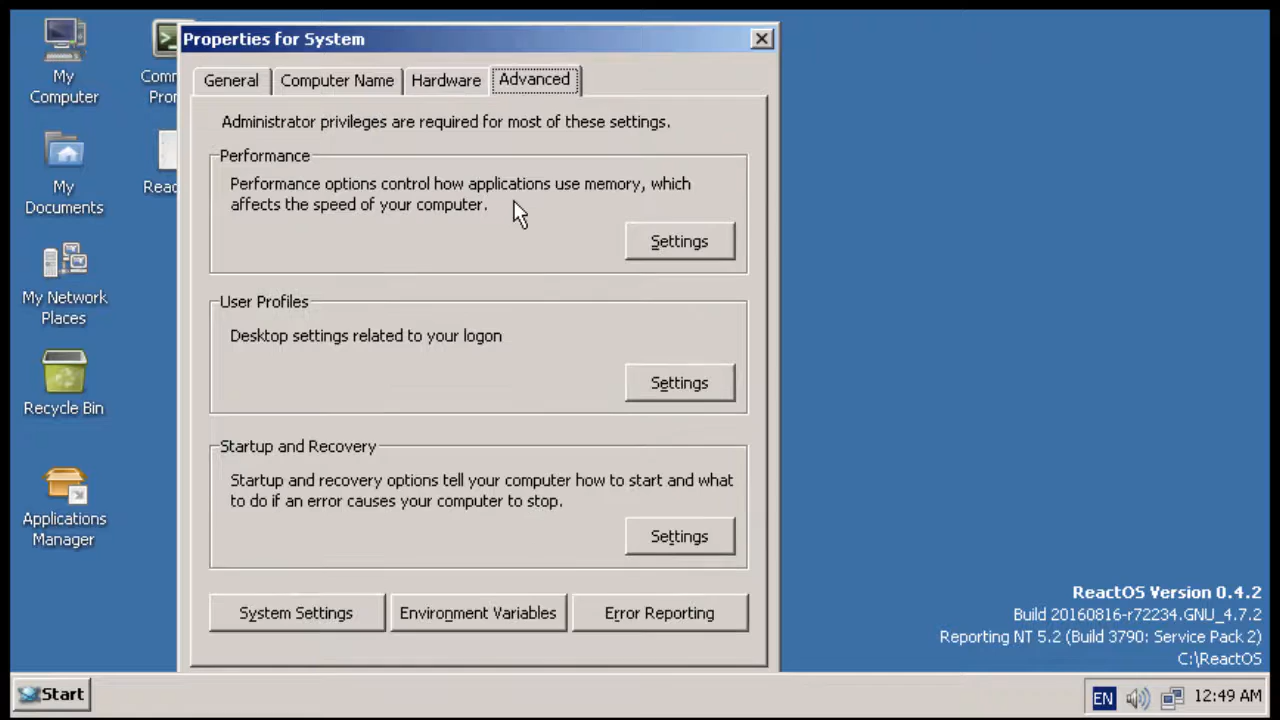 My
Computer
My
Documents
My Network
Places
Recycle Bin
Applications
Manager
Properties for System
General
Computer Name
Hardware
Advanced
Administrator privileges are required for most of these settings.
Performance
Performance options control how applications use memory, which
affects the speed of your computer.
Settings
User Profiles
Desktop settings related to your logon
Settings
Startup and Recovery
Startup and recovery options tell your computer how to start and what
to do if an error causes your computer to stop.
Settings
System Settings
Environment Variables
Error Reporting
ReactOS Version 0.4.2
Build 20160816-r72234.GNU_4.7.2
Reporting NT 5.2 (Build 3790: Service Pack 2)
C:\ReactOS
Start
EN
12:49 AM